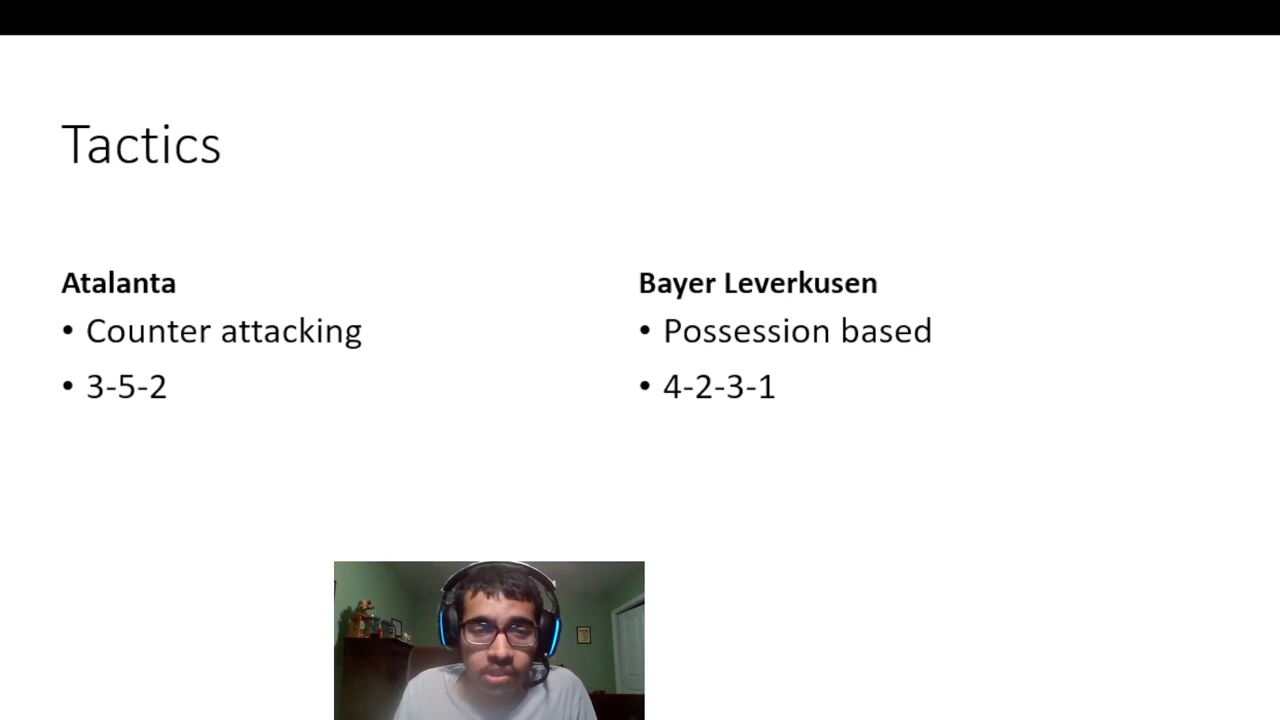 Tactics
Atalanta
• Counter attacking
• 3-5-2
Bayer Leverkusen
• Possession based
• 4-2-3-1